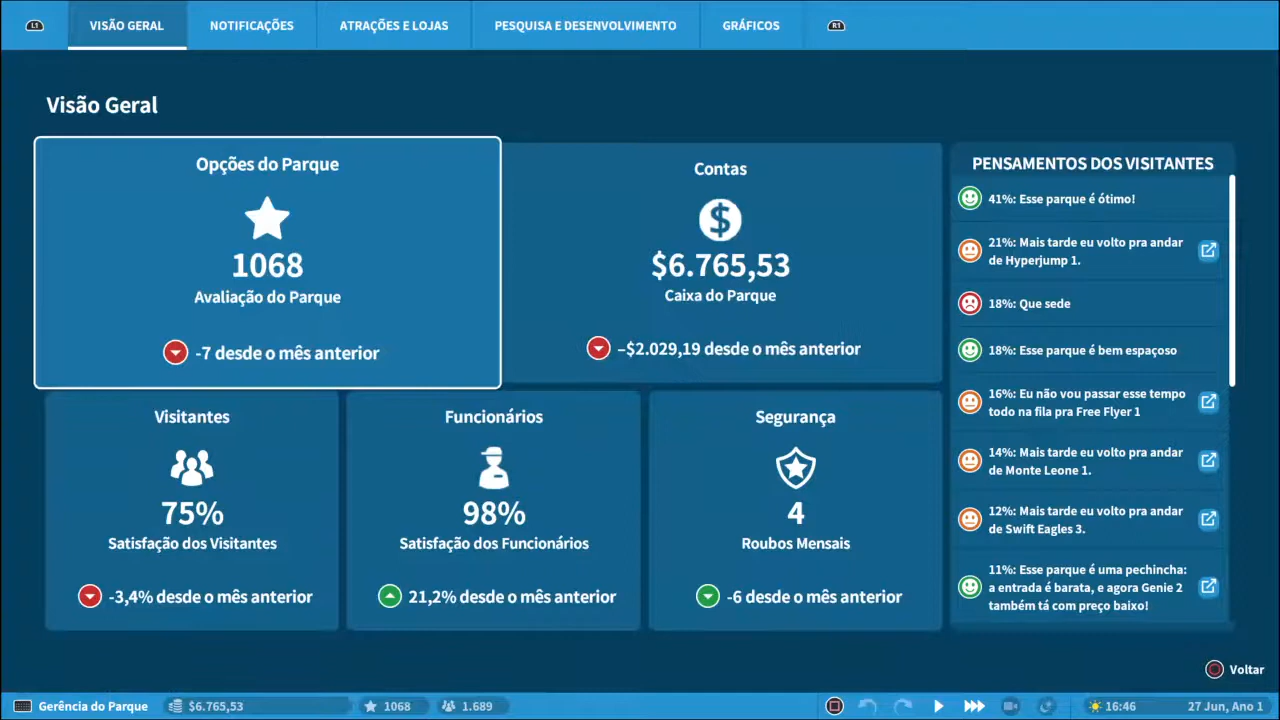 L1
VISÃO GERAL
NOTIFICAÇÕES
ATRAÇÕES E LOJAS
PESQUISA E DESENVOLVIMENTO
GRÁFICOS
R1
Visão Geral
Opções do Parque
1068
Avaliação do Parque
-7 desde o mês anterior
Contas
$
$6.765,53
Caixa do Parque
–$2.029,19 desde o mês anterior
Visitantes
75%
Satisfação dos Visitantes
-3,4% desde o mês anterior
Funcionários
98%
Satisfação dos Funcionários
21,2% desde o mês anterior
Segurança
4
Roubos Mensais
-6 desde o mês anterior
PENSAMENTOS DOS VISITANTES
41%: Esse parque é ótimo!
21%: Mais tarde eu volto pra andar
de Hyperjump 1.
18%: Que sede
18%: Esse parque é bem espaçoso
16%: Eu não vou passar esse tempo
todo na fila pra Free Flyer 1
14%: Mais tarde eu volto pra andar
de Monte Leone 1.
12%: Mais tarde eu volto pra andar
de Swift Eagles 3.
11%: Esse parque é uma pechincha:
a entrada é barata, e agora Genie 2
também tá com preço baixo!
Voltar
Gerência do Parque
$6.765,53
1068
1.689
16:46
27 Jun, Ano 1